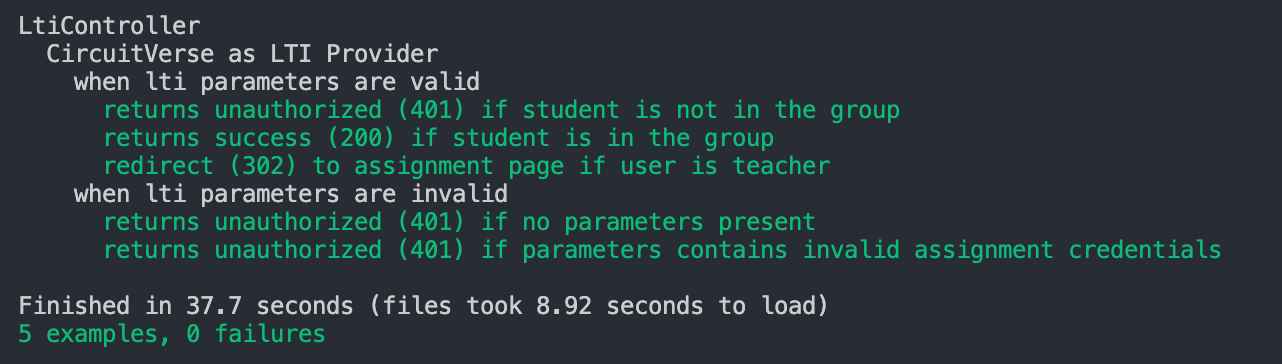 LtiController
CircuitVerse as LTI Provider
when lti parameters are valid
returns unauthorized (401) if student is not in the group
returns success (200) if student is in the group
redirect (302) to assignment page if user is teacher
when lti parameters are invalid
returns unauthorized (401) if no parameters present
returns unauthorized (401) if parameters contains invalid assignment credentials
Finished in 37.7 seconds (files took 8.92 seconds to load)
5 examples, 0 failures